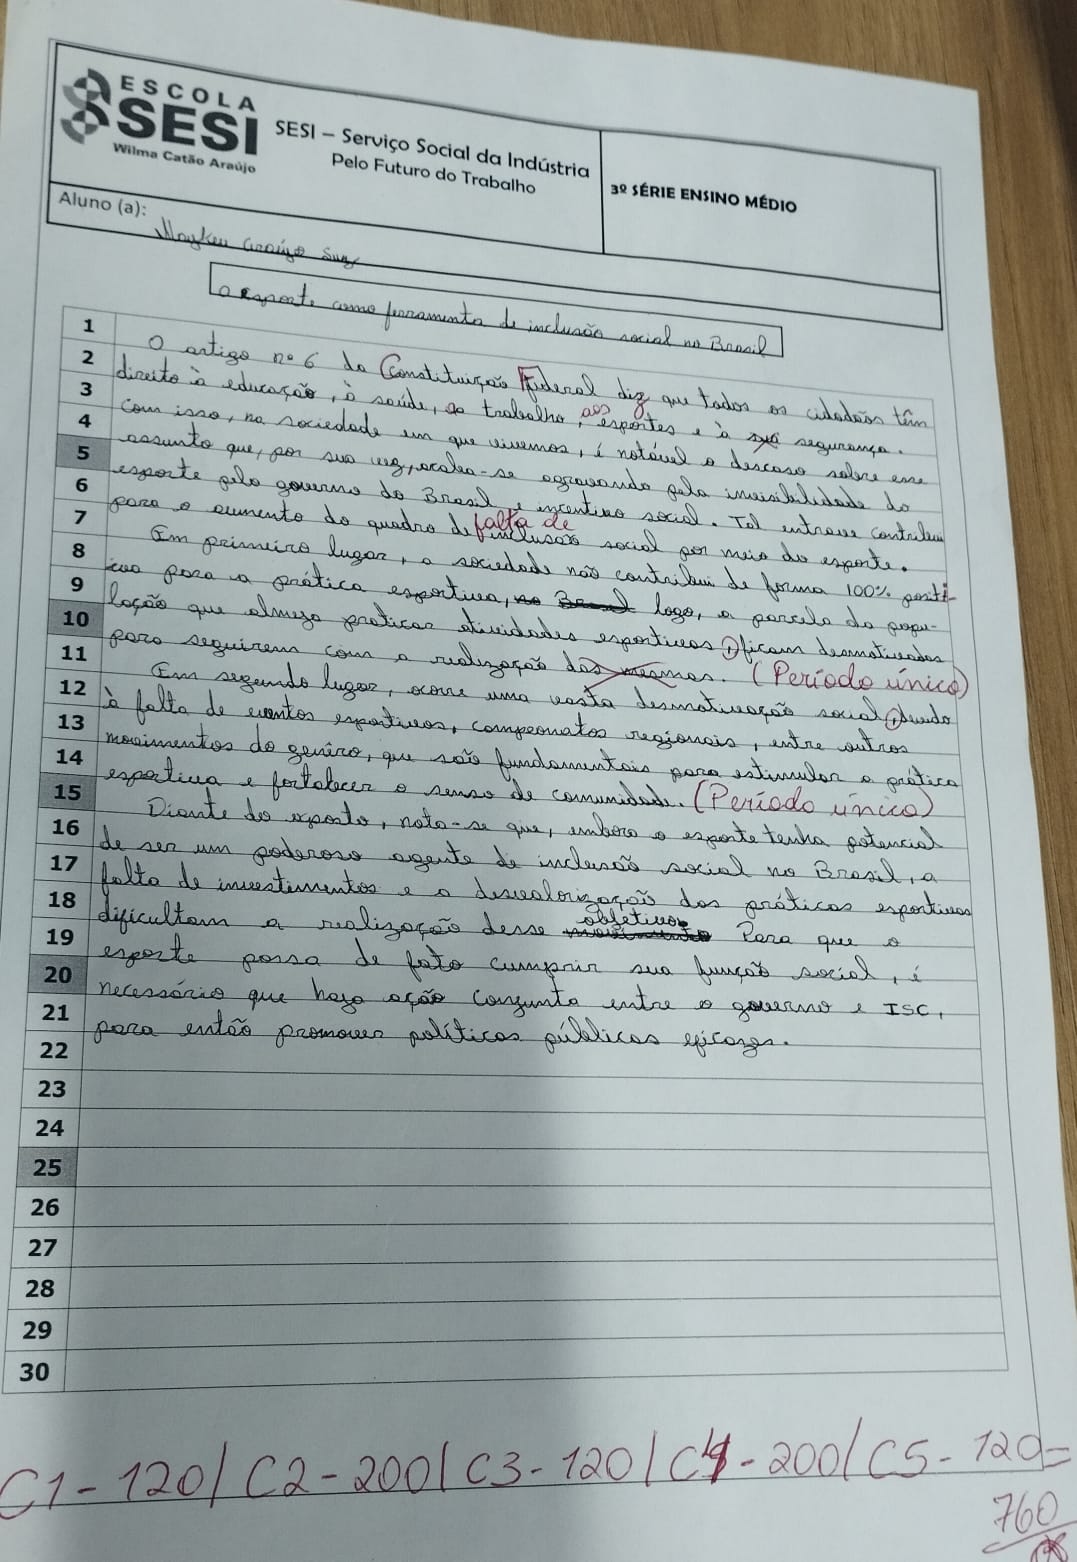 ESCOLA
SESI
Wilma Catão Araújo
SESI – Serviço Social da Indústria
Pelo Futuro do Trabalho
3º SÉRIE ENSINO MÉDIO
Aluno (a):
O esporte como ferramenta de inclusão social no Brasil
1 O artigo nº 6 da Constituição Federal diz que todos os cidadãos têm
2 direito à educação, à saúde, ao trabalho, aos esportes e à segurança.
3 Com isso, na sociedade em que vivemos, é notável o descaso sobre esse
4 assunto que, por sua vez, acaba-se agravando pela invisibilidade do
5 esporte pelo governo do Brasil e incentivo social. Tal entrave contribui
6 para o aumento do quadro de falta de inclusão social por meio do esporte.
7 Em primeiro lugar, a sociedade não contribui de forma 100% positi-
8 va para a prática esportiva, no Brasil logo, a parcela da popu-
9 lação que almeja praticar atividades esportivas, ficam desmotivados
10 para seguirem com a realização das mesmas. (Período único)
11 Em segundo lugar, ocorre uma vasta desmotivação social, devido
12 à falta de eventos esportivos, campeonatos regionais, entre outros
13 movimentos do gênero, que são fundamentais para estimular a prática
14 esportiva e fortalecer o senso de comunidade. (Período único)
15 Diante do exposto, nota-se que, embora o esporte tenha potencial
16 de ser um poderoso agente de inclusão social no Brasil, a
17 falta de investimentos e a desvalorização das práticas esportivas
18 dificultam a realização desse objetivo. Para que o
19 esporte possa de fato cumprir sua função social, é
20 necessário que haja ação conjunta entre o governo e ISC,
21 para então promover políticas públicas eficazes.
22
23
24
25
26
27
28
29
30
C1 - 120 / C2 - 200 / C3 - 120 / C4 - 200 / C5 - 120 =
760